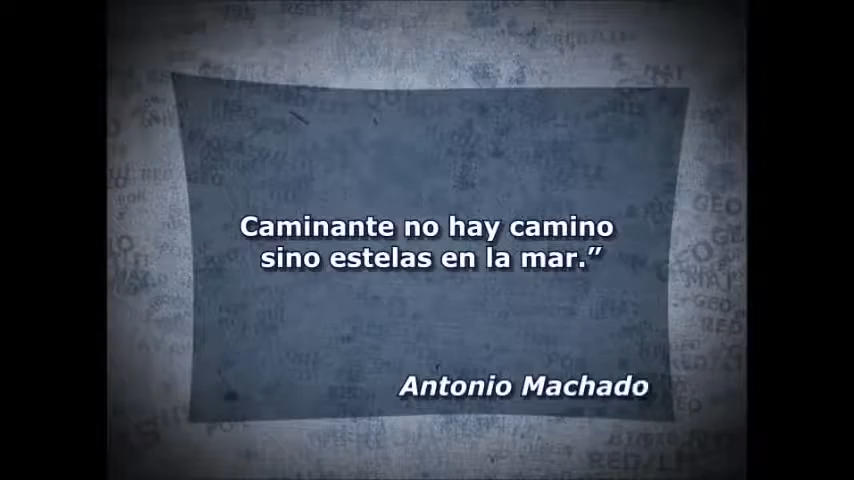 Caminante no hay camino
sino estelas en la mar.”
Antonio Machado